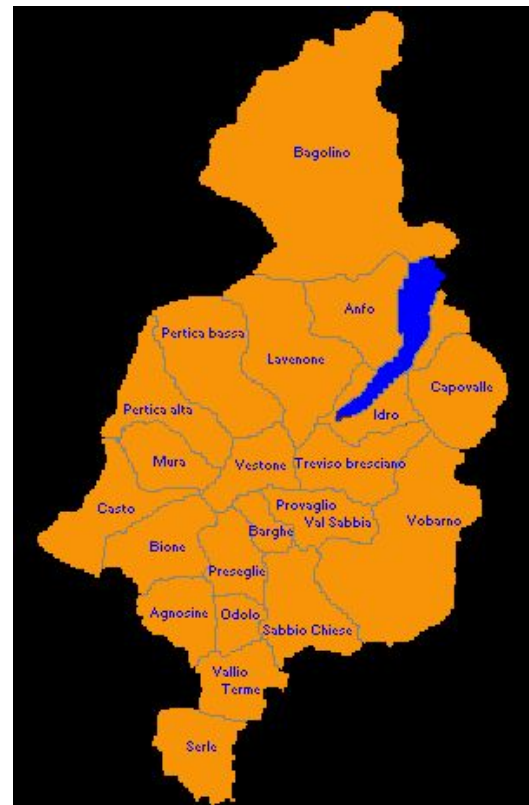 Bagolino
Anfo
Pertica bassa
Lavenone
Capovalle
Pertica alta
Idro
Mura
Vestone
Treviso bresciano
Casto
Provaglio
Val Sabbia
Vobarno
Barghe
Bione
Preseglie
Agnosine
Odolo
Sabbio Chiese
Vallio
Terme
Serle